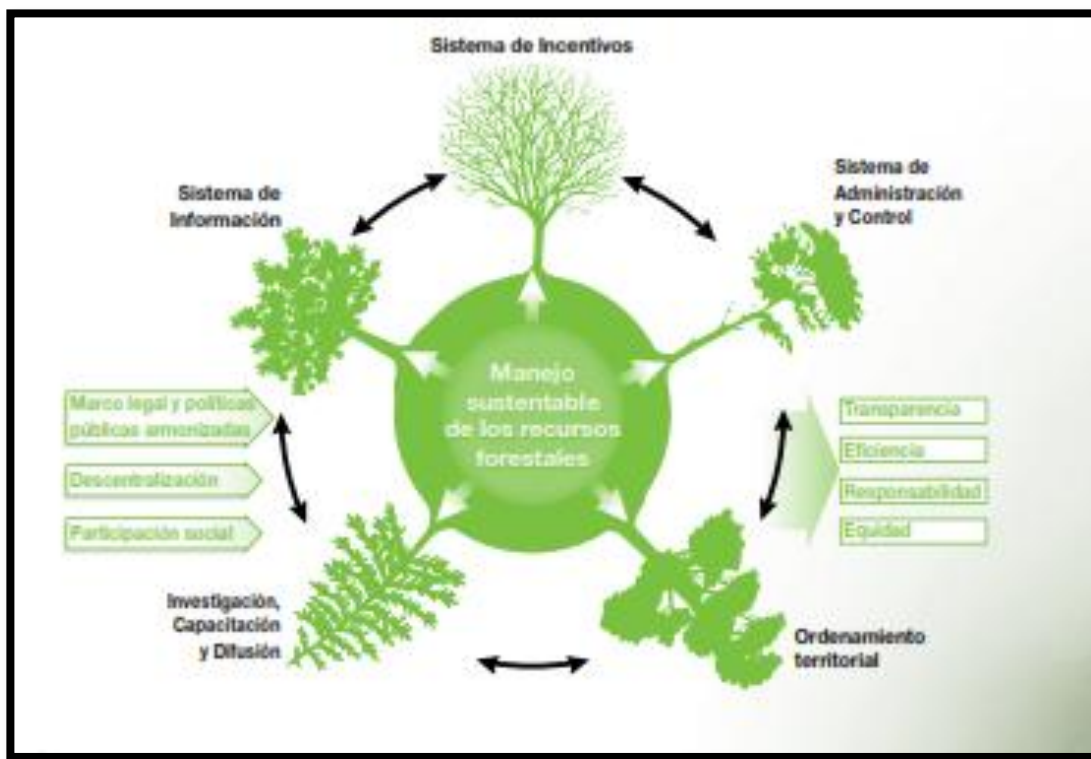 Sistema de Incentivos
Sistema de
Información
Sistema de
Administración
y Control
Manejo
sustentable
de los recursos
forestales
Marco legal y políticas
públicas armonizadas
Descentralización
Participación social
Transparencia
Eficiencia
Responsabilidad
Equidad
Investigación,
Capacitación
y Difusión
Ordenamiento
territorial